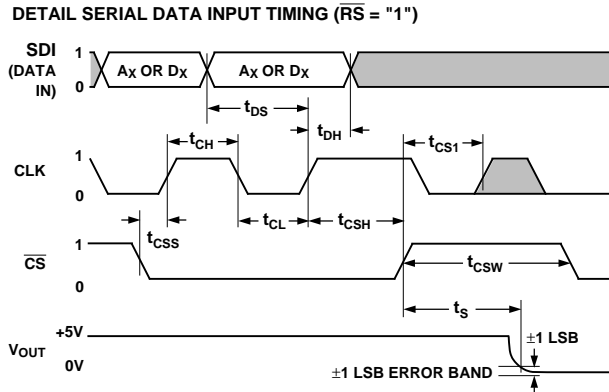 DETAIL SERIAL DATA INPUT TIMING (R̅S̅ = "1")
SDI
(DATA
IN)
1
0
AX OR DX
AX OR DX
tDS
tDH
tCH
tCS1
CLK
1
0
tCSS
tCL
tCSH
C̅S̅
1
0
tCSW
tS
VOUT
+5V
0V
±1 LSB
±1 LSB ERROR BAND